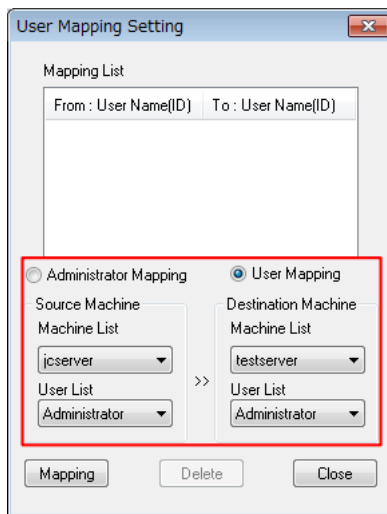 User Mapping Setting
Mapping List
From : User Name(ID) To : User Name(ID)
Administrator Mapping User Mapping
Source Machine Destination Machine
Machine List Machine List
jcserver >> testserver
User List User List
Administrator Administrator
Mapping Delete Close